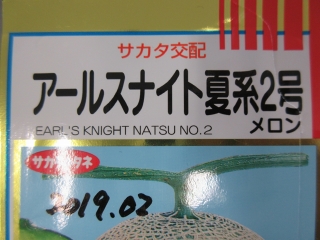 サカタ交配
アールスナイト夏系2号
EARL'S KNIGHT NATSU NO.2
メロン
サカタのタネ
2019.02